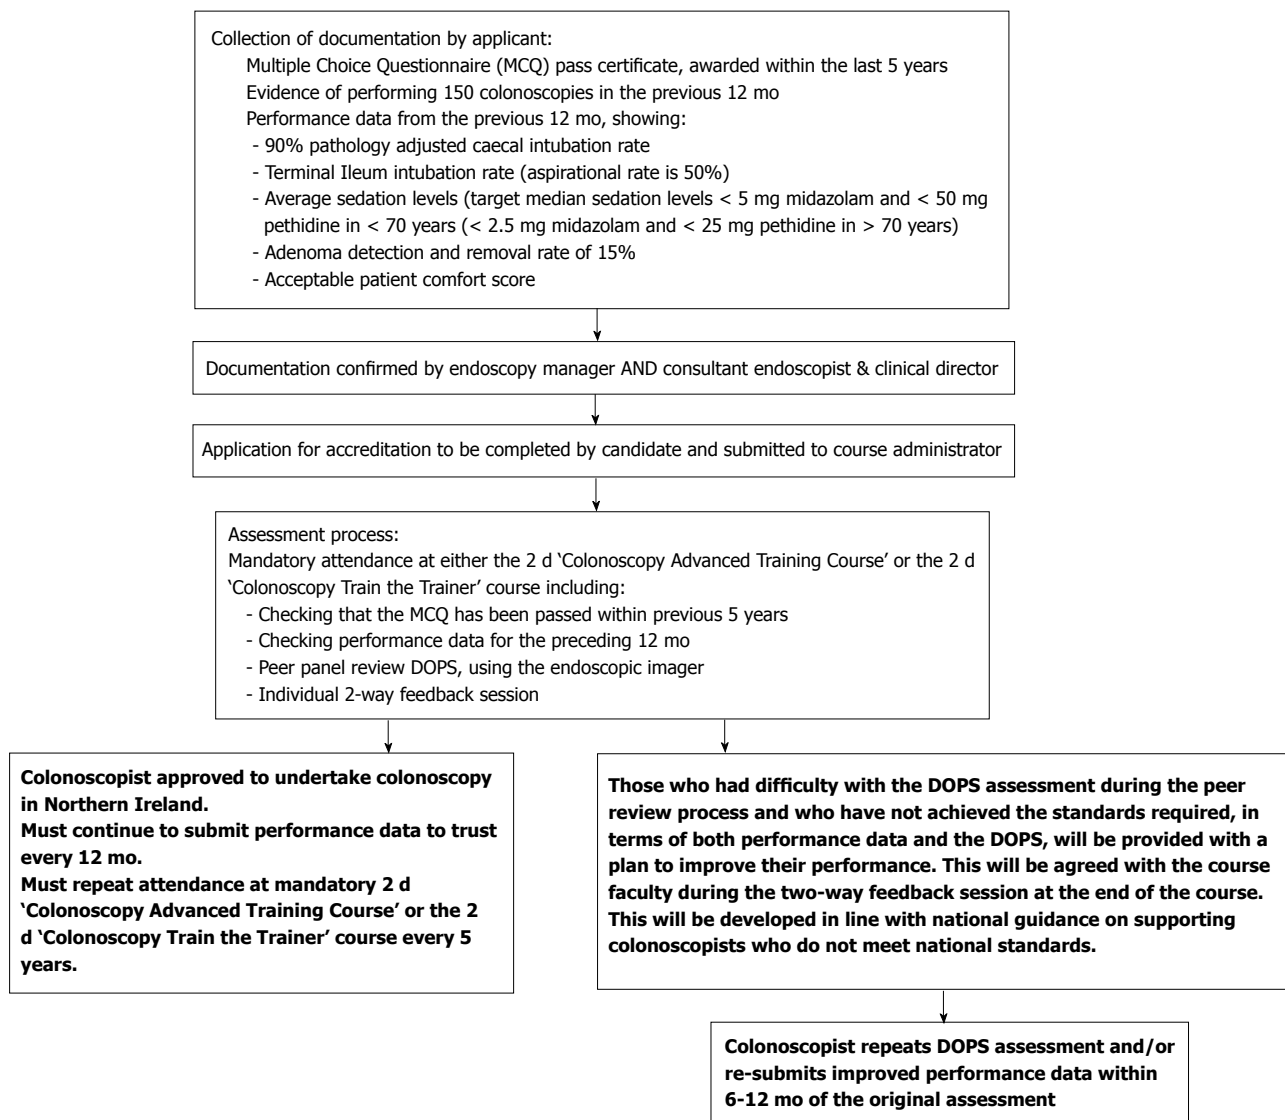 Collection of documentation by applicant:
Multiple Choice Questionnaire (MCQ) pass certificate, awarded within the last 5 years
Evidence of performing 150 colonoscopies in the previous 12 mo
Performance data from the previous 12 mo, showing:
- 90% pathology adjusted caecal intubation rate
- Terminal Ileum intubation rate (aspirational rate is 50%)
- Average sedation levels (target median sedation levels < 5 mg midazolam and < 50 mg
pethidine in < 70 years (< 2.5 mg midazolam and < 25 mg pethidine in > 70 years)
- Adenoma detection and removal rate of 15%
- Acceptable patient comfort score
Documentation confirmed by endoscopy manager AND consultant endoscopist & clinical director
Application for accreditation to be completed by candidate and submitted to course administrator
Assessment process:
Mandatory attendance at either the 2 d ‘Colonoscopy Advanced Training Course’ or the 2 d
‘Colonoscopy Train the Trainer’ course including:
- Checking that the MCQ has been passed within previous 5 years
- Checking performance data for the preceding 12 mo
- Peer panel review DOPS, using the endoscopic imager
- Individual 2-way feedback session
Colonoscopist approved to undertake colonoscopy
in Northern Ireland.
Must continue to submit performance data to trust
every 12 mo.
Must repeat attendance at mandatory 2 d
‘Colonoscopy Advanced Training Course’ or the 2
d ‘Colonoscopy Train the Trainer’ course every 5
years.
Those who had difficulty with the DOPS assessment during the peer
review process and who have not achieved the standards required, in
terms of both performance data and the DOPS, will be provided with a
plan to improve their performance. This will be agreed with the course
faculty during the two-way feedback session at the end of the course.
This will be developed in line with national guidance on supporting
colonoscopists who do not meet national standards.
Colonoscopist repeats DOPS assessment and/or
re-submits improved performance data within
6-12 mo of the original assessment